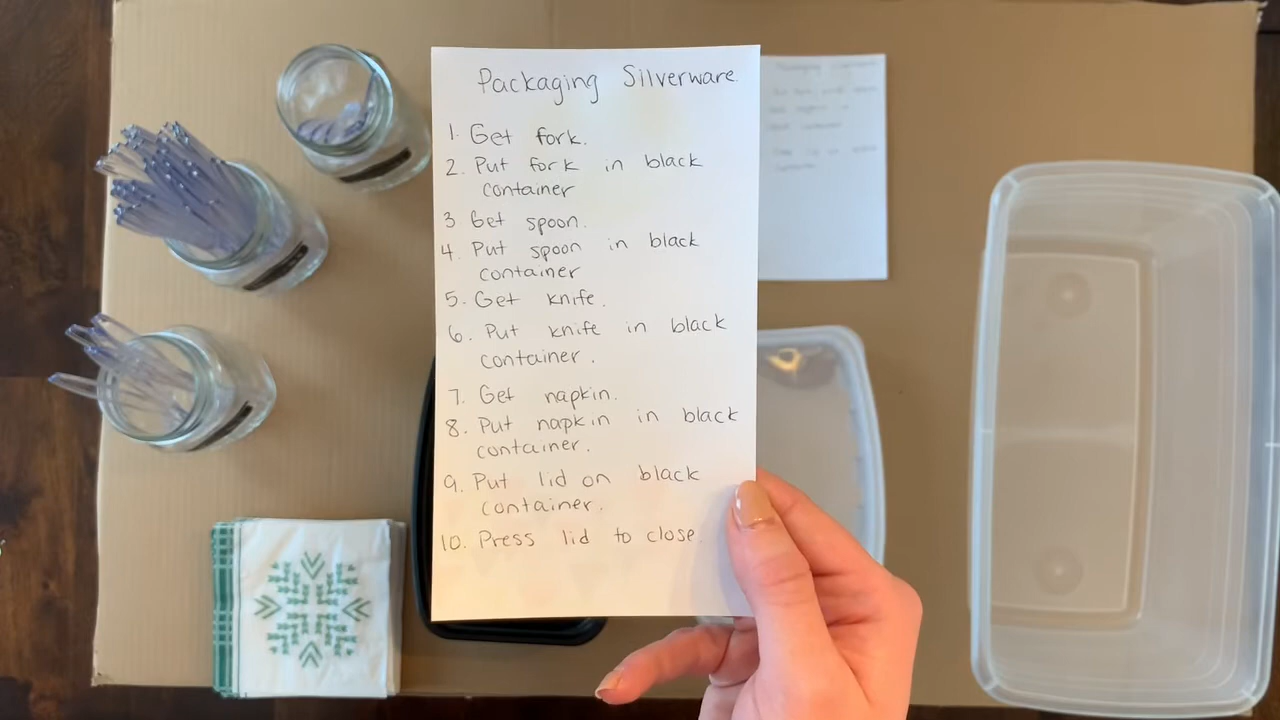 Packaging Silverware.
1. Get fork.
2. Put fork in black
container
3 Get spoon.
4. Put spoon in black
container
5. Get knife.
6. Put knife in black
container.
7. Get napkin.
8. Put napkin in black
container.
9. Put lid on black
container.
10. Press lid to close.